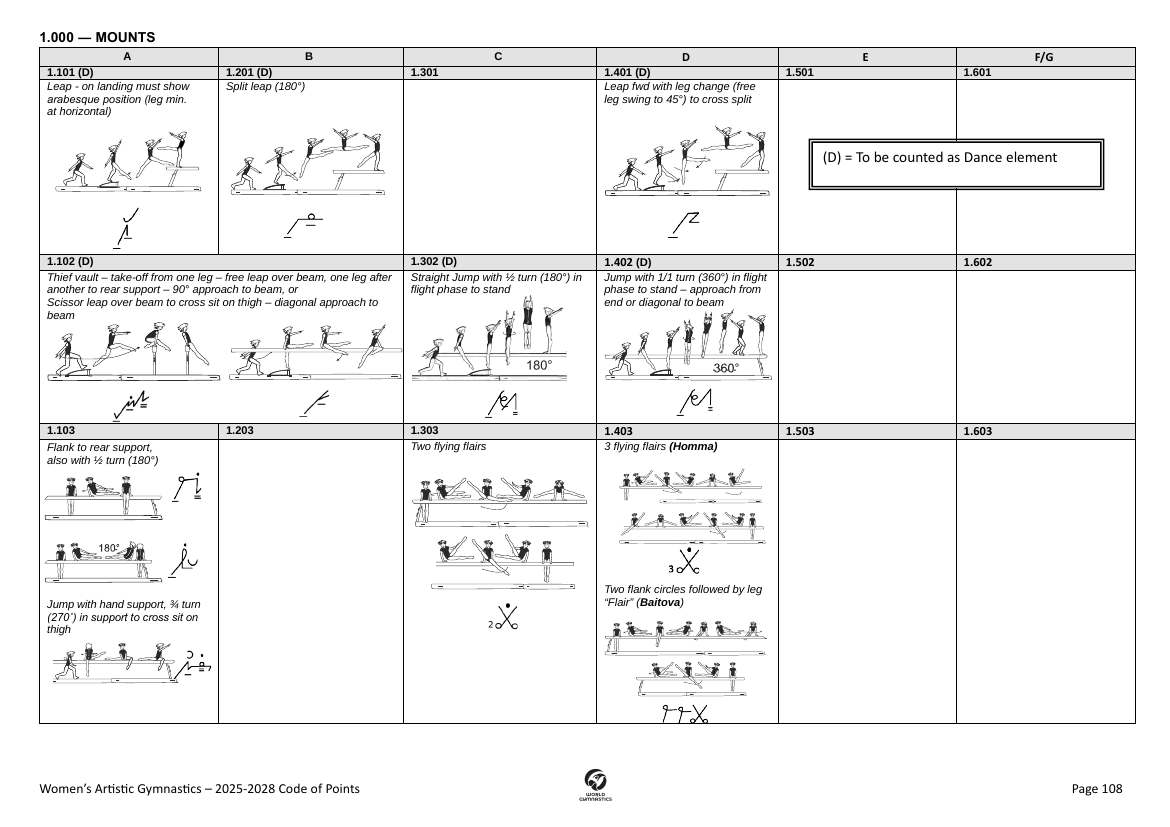 1.000 — MOUNTS
A B C D E F/G
1.101 (D) 1.201 (D) 1.301 1.401 (D) 1.501 1.601
Leap - on landing must show
arabesque position (leg min.
at horizontal)
Split leap (180°)
Leap fwd with leg change (free
leg swing to 45°) to cross split
(D) = To be counted as Dance element
1.102 (D) 1.302 (D) 1.402 (D) 1.502 1.602
Thief vault – take-off from one leg – free leap over beam, one leg after
another to rear support – 90° approach to beam, or
Scissor leap over beam to cross sit on thigh – diagonal approach to
beam
Straight Jump with ½ turn (180°) in
flight phase to stand
180°
Jump with 1/1 turn (360°) in flight
phase to stand – approach from
end or diagonal to beam
360°
1.103 1.203 1.303 1.403 1.503 1.603
Flank to rear support,
also with ½ turn (180°)
180°
Jump with hand support, ¾ turn
(270˚) in support to cross sit on
thigh
Two flying flairs
2
3 flying flairs (Homma)
3
Two flank circles followed by leg
“Flair” (Baitova)
Women’s Artistic Gymnastics – 2025-2028 Code of Points
WORLD
GYMNASTICS
Page 108